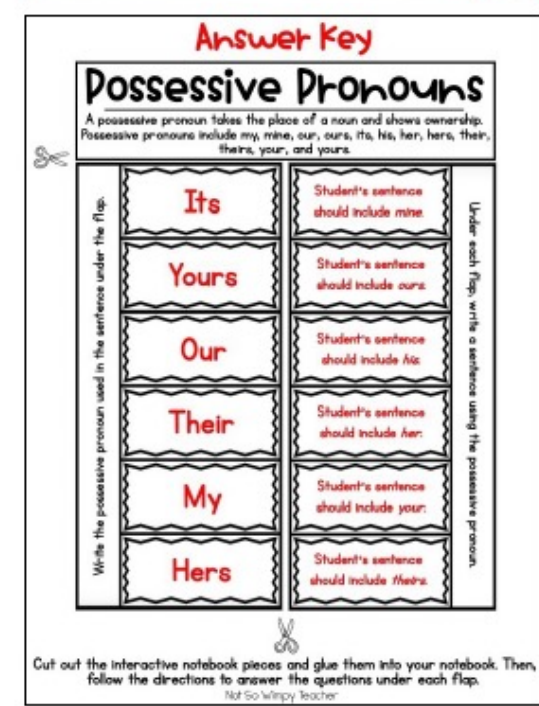 Answer Key
Possessive Pronouns
A possessive pronoun takes the place of a noun and shows ownership.
Possessive pronouns include my, mine, our, ours, its, his, her, hers, their,
theirs, your, and yours.
Write the possessive pronoun used in the sentence under the flap.
Its
Yours
Our
Their
My
Hers
Student's sentence
should include mine.
Student's sentence
should include ours.
Student's sentence
should include his.
Student's sentence
should include her.
Student's sentence
should include your.
Student's sentence
should include theirs.
Under each flap, write a sentence using the possessive pronoun.
Cut out the interactive notebook pieces and glue them into your notebook. Then,
follow the directions to answer the questions under each flap.
Not So Wimpy Teacher